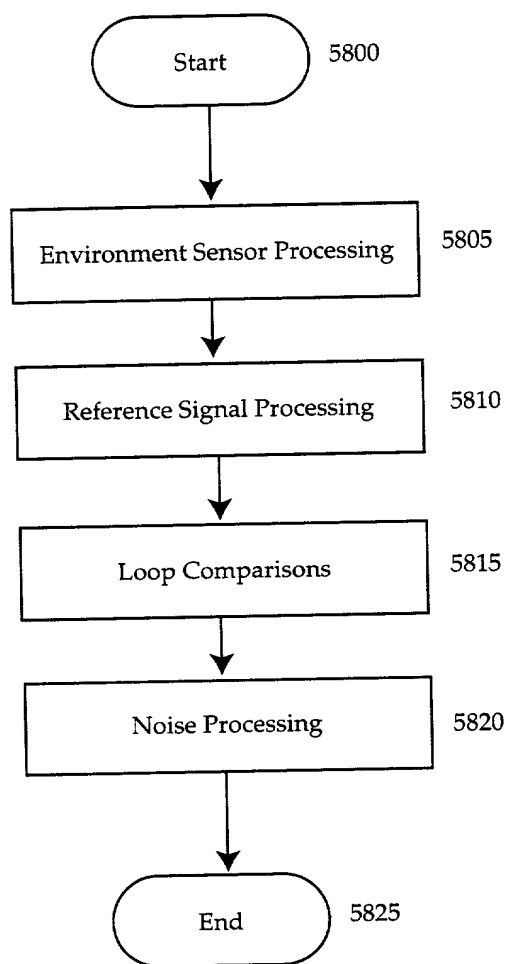 Start
5800
Environment Sensor Processing
5805
Reference Signal Processing
5810
Loop Comparisons
5815
Noise Processing
5820
End
5825